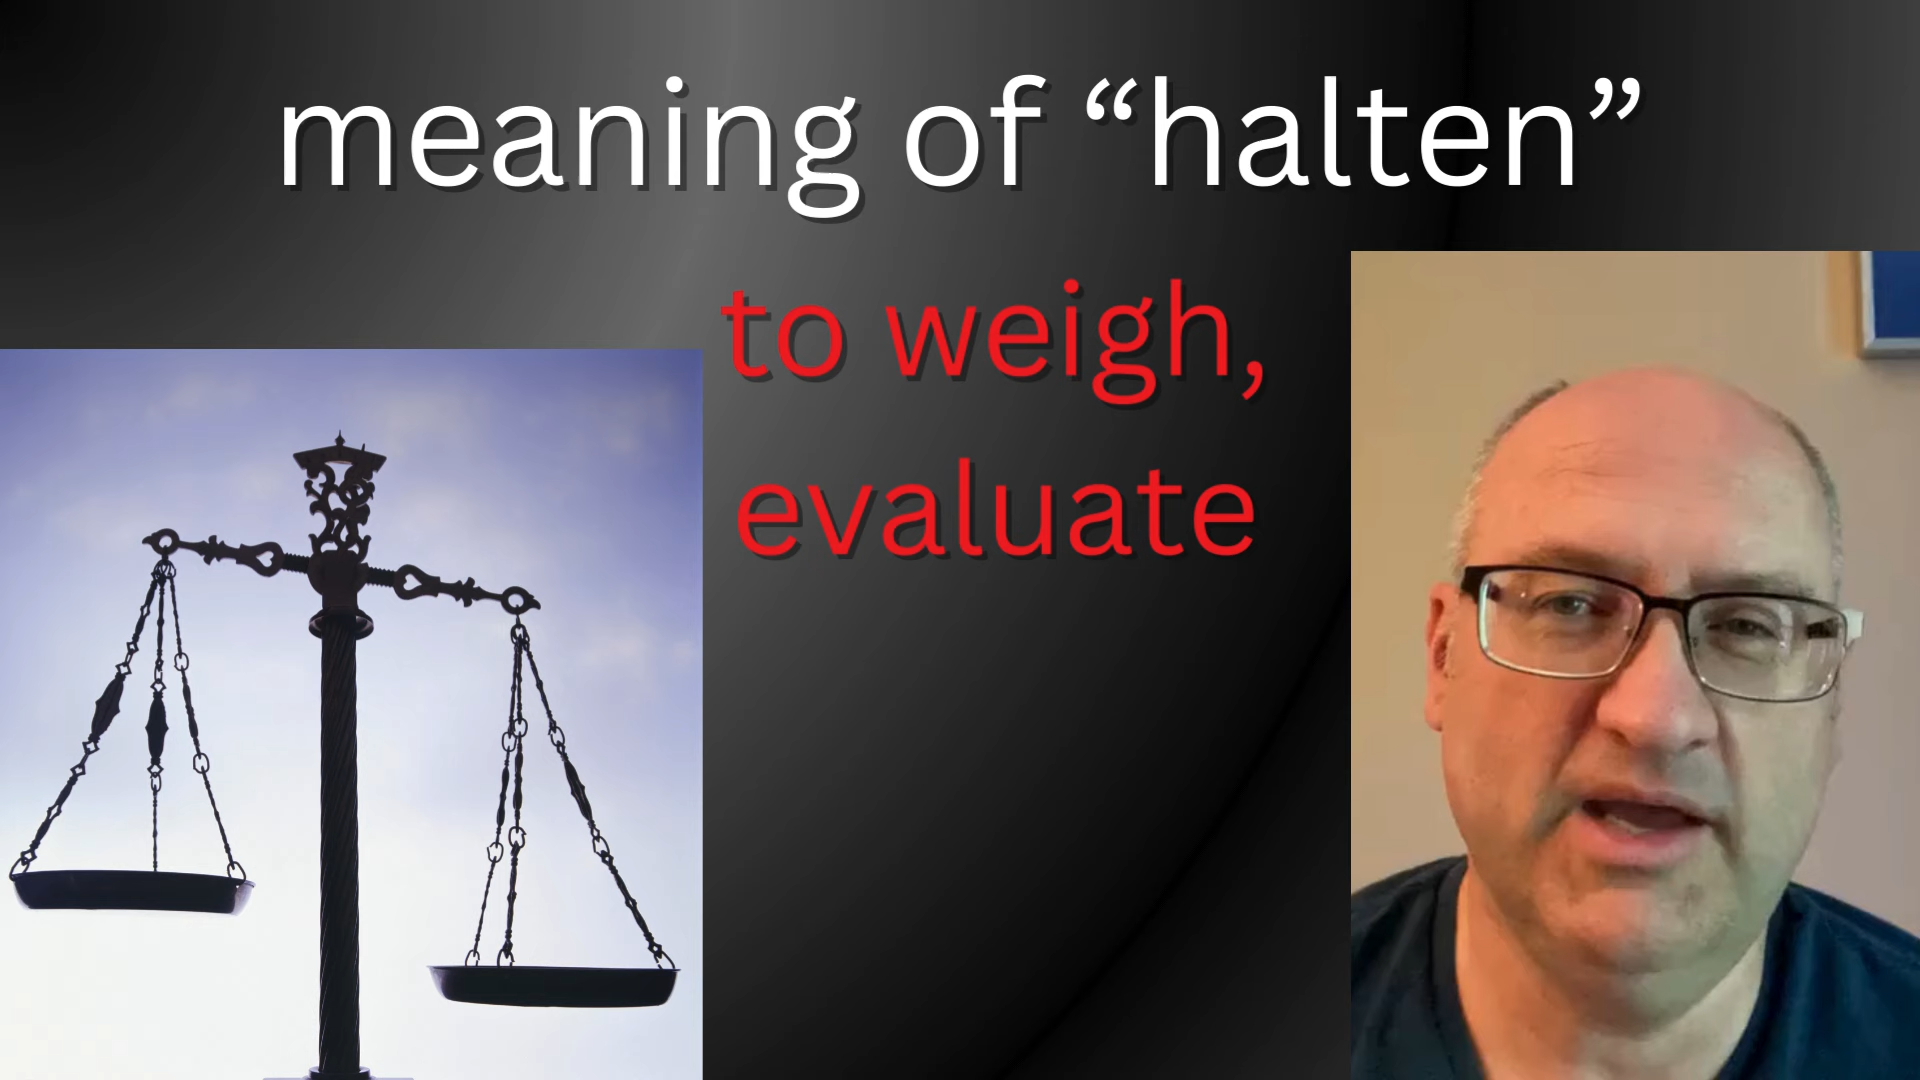 meaning of “halten”
to weigh,
evaluate